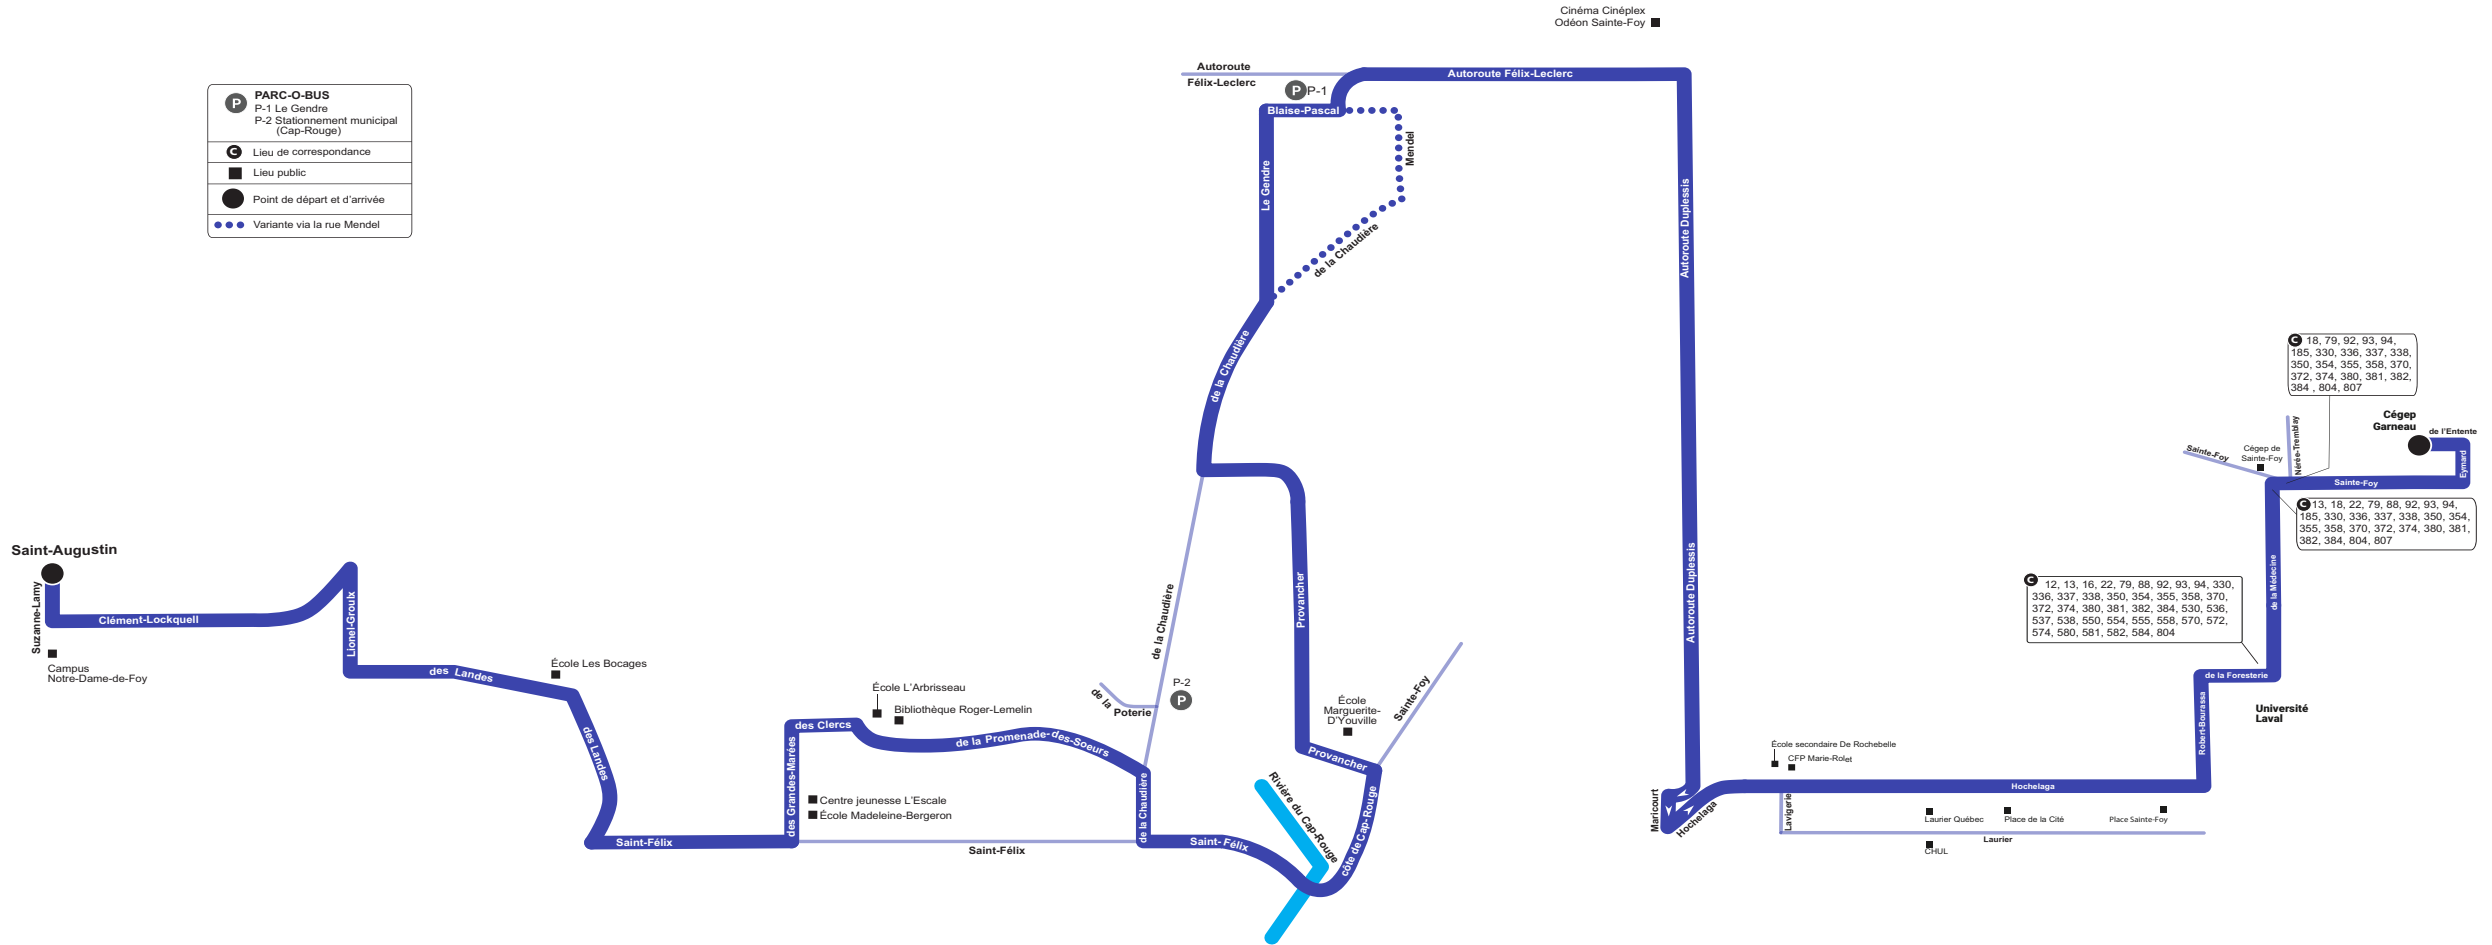 Cinéma Cinéplex
Odéon Sainte-Foy
Autoroute
Félix-Leclerc
Autoroute Félix-Leclerc
P P-1
Blaise-Pascal
P PARC-O-BUS
P-1 Le Gendre
P-2 Stationnement municipal
(Cap-Rouge)
C Lieu de correspondance
Lieu public
Point de départ et d'arrivée
Variante via la rue Mendel
Mendel
Le Gendre
de la Chaudière
de la Chaudière
Autoroute Duplessis
C 18, 79, 92, 93, 94,
185, 330, 336, 337, 338,
350, 354, 355, 358, 370,
372, 374, 380, 381, 382,
384 , 804, 807
Cégep
Garneau
de l'Entente
Eymard
Nérée-Tremblay
Sainte-Foy
Cégep de
Sainte-Foy
Sainte-Foy
C 13, 18, 22, 79, 88, 92, 93, 94,
185, 330, 336, 337, 338, 350, 354,
355, 358, 370, 372, 374, 380, 381,
382, 384, 804, 807
C 12, 13, 16, 22, 79, 88, 92, 93, 94, 330,
336, 337, 338, 350, 354, 355, 358, 370,
372, 374, 380, 381, 382, 384, 530, 536,
537, 538, 550, 554, 555, 558, 570, 572,
574, 580, 581, 582, 584, 804
de la Médecine
de la Foresterie
Université
Laval
Robert-Bourassa
Saint-Augustin
Suzanne-Lamy
Clément-Lockquell
Campus
Notre-Dame-de-Foy
Lionel-Groulx
des Landes
École Les Bocages
des Landes
Saint-Félix
des Grandes-Marées
des Clercs
École L'Arbrisseau
Bibliothèque Roger-Lemelin
de la Promenade-des-Soeurs
Centre jeunesse L'Escale
École Madeleine-Bergeron
Saint-Félix
de la Chaudière
de la Chaudière
de la
Poterie
P-2
P
Saint-Félix
Rivière du Cap-Rouge
côte de Cap-Rouge
Provancher
Provancher
École
Marguerite-
D'Youville
Sainte-Foy
Autoroute Duplessis
Maricourt
Hochelaga
École secondaire De Rochebelle
CFP Marie-Rolet
Hochelaga
Lavigerie
Laurier Québec
Place de la Cité
Place Sainte-Foy
Laurier
CHUL